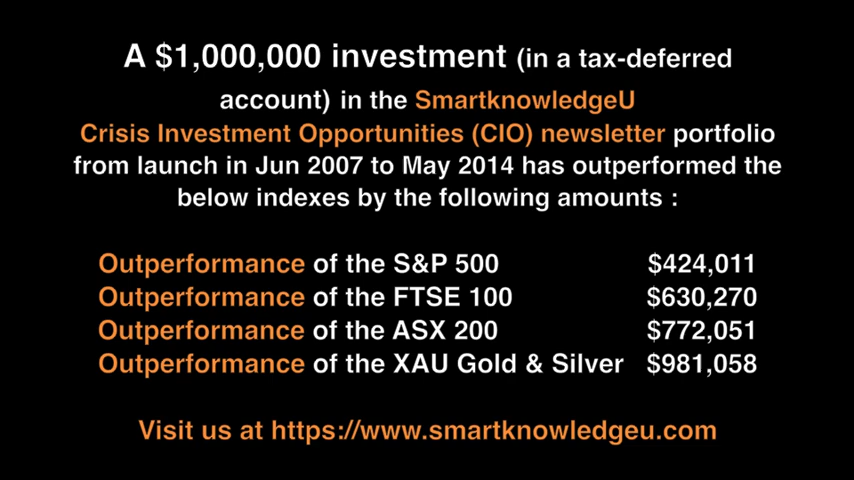 A $1,000,000 investment (in a tax-deferred
account) in the SmartknowledgeU
Crisis Investment Opportunities (CIO) newsletter portfolio
from launch in Jun 2007 to May 2014 has outperformed the
below indexes by the following amounts :
Outperformance of the S&P 500 $424,011
Outperformance of the FTSE 100 $630,270
Outperformance of the ASX 200 $772,051
Outperformance of the XAU Gold & Silver $981,058
Visit us at https://www.smartknowledgeu.com